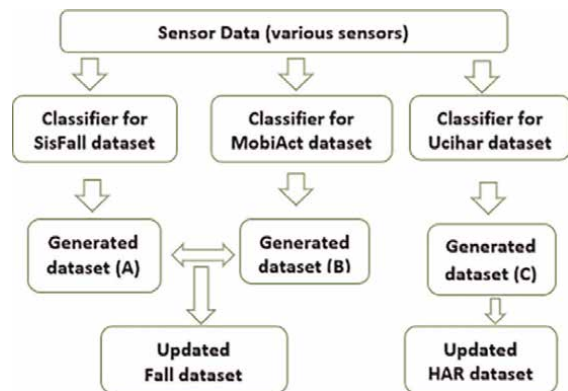 Sensor Data (various sensors)
Classifier for
SisFall dataset
Classifier for
MobiAct dataset
Classifier for
Ucihar dataset
Generated
dataset (A)
Generated
dataset (B)
Generated
dataset (C)
Updated
Fall dataset
Updated
HAR dataset